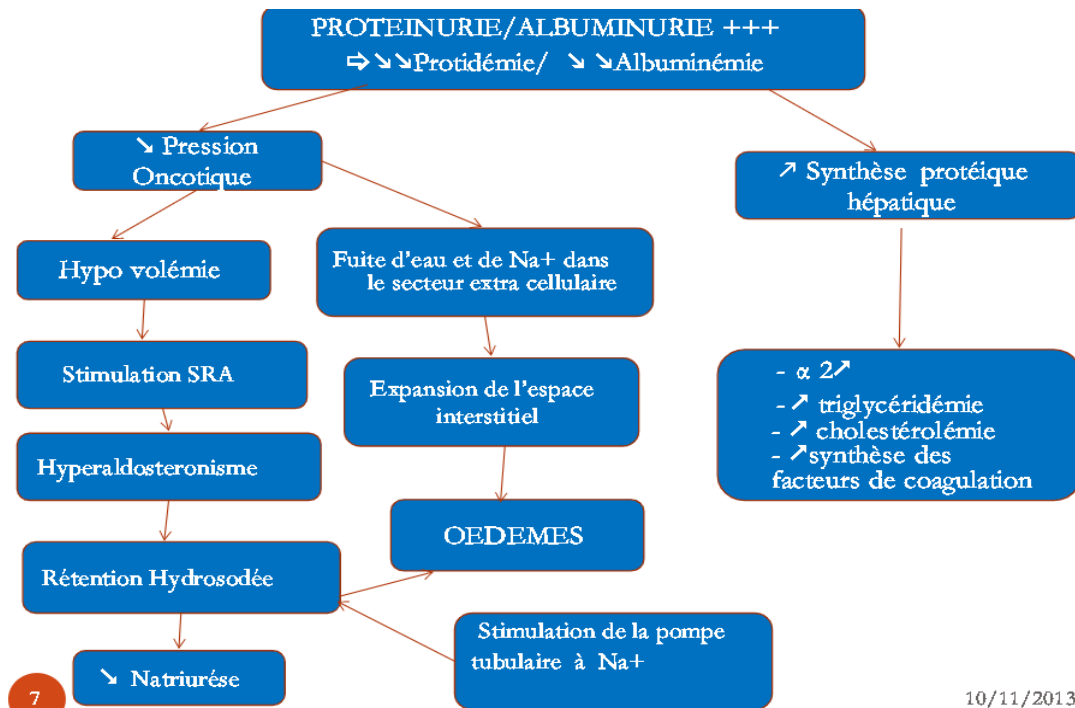 PROTEINURIE/ALBUMINURIE +++
⇨↘↘Protidémie/ ↘ ↘Albuminémie
↘ Pression
Oncotique
↗ Synthèse protéique
hépatique
Hypo volémie
Fuite d'eau et de Na+ dans
le secteur extra cellulaire
Stimulation SRA
Expansion de l'espace
interstitiel
- α 2↗
- ↗ triglycéridémie
- ↗ cholestérolémie
- ↗synthèse des
facteurs de coagulation
Hyperaldosteronisme
OEDEMES
Rétention Hydrosodée
Stimulation de la pompe
tubulaire à Na+
↘ Natriurése
7
10/11/2013